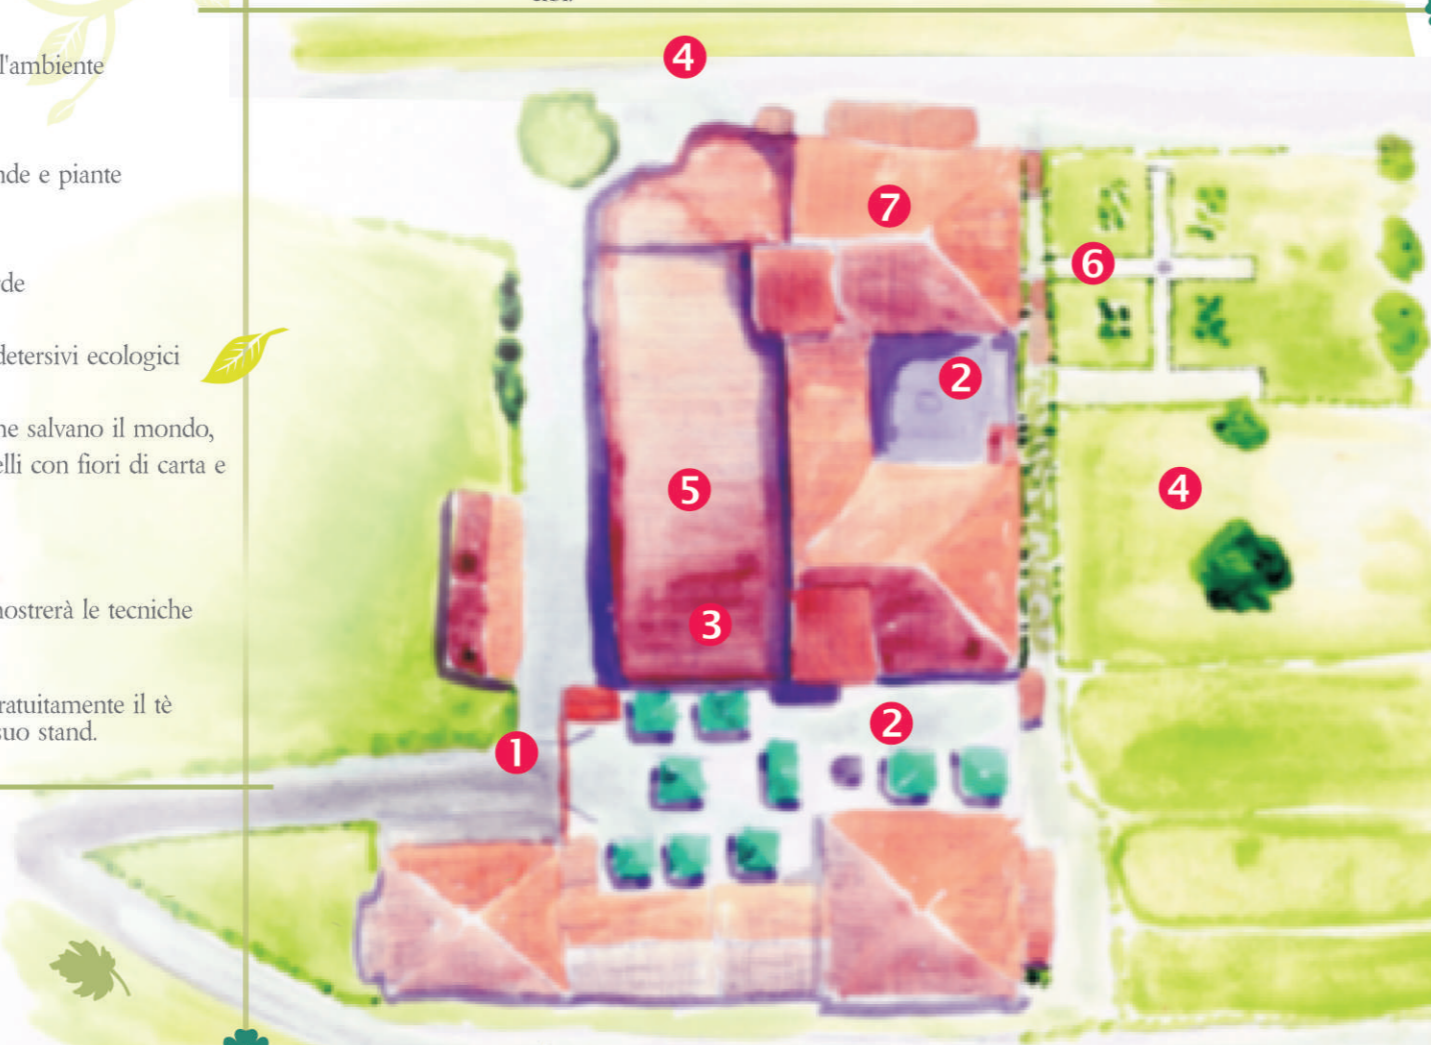 l'ambiente
nde e piante
rde
detersivi ecologici
he salvano il mondo,
elli con fiori di carta e
nostrerà le tecniche
ratuitamente il tè
suo stand.
4
7
6
2
5
4
3
2
1